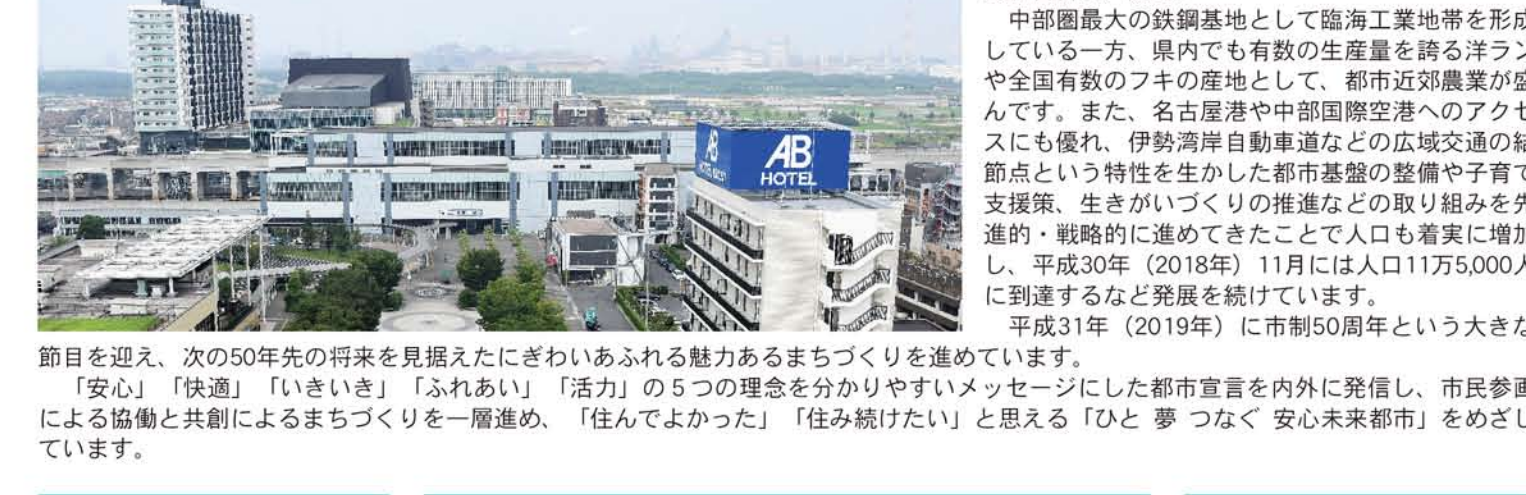 中部圏最大の鉄鋼基地として臨海工業地帯を形成
している一方、県内でも有数の生産量を誇る洋ラン
や全国有数のフキの産地として、都市近郊農業が盛
んです。また、名古屋港や中部国際空港へのアクセ
スにも優れ、伊勢湾岸自動車道などの広域交通の結
節点という特性を生かした都市基盤の整備や子育て
支援策、生きがいづくりの推進などの取り組みを先
進的・戦略的に進めてきたことで人口も着実に増加
し、平成30年（2018年）11月には人口11万5,000人
に到達するなど発展を続けています。
平成31年（2019年）に市制50周年という大きな
節目を迎え、次の50年先の将来を見据えたにぎわいあふれる魅力あるまちづくりを進めています。
「安心」「快適」「いきいき」「ふれあい」「活力」の５つの理念を分かりやすいメッセージにした都市宣言を内外に発信し、市民参画
による協働と共創によるまちづくりを一層進め、「住んでよかった」「住み続けたい」と思える「ひと 夢 つなぐ 安心未来都市」をめざし
ています。
AB
HOTEL
AB